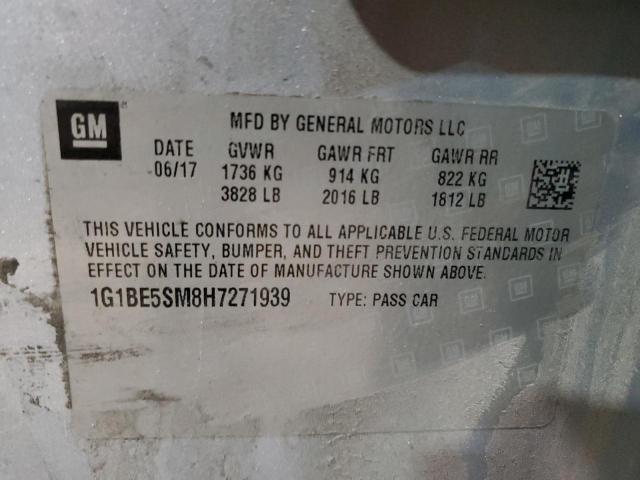 GM
MFD BY GENERAL MOTORS LLC
DATE GVWR GAWR FRT GAWR RR
06/17 1736 KG 914 KG 822 KG
3828 LB 2016 LB 1812 LB
THIS VEHICLE CONFORMS TO ALL APPLICABLE U.S. FEDERAL MOTOR
VEHICLE SAFETY, BUMPER, AND THEFT PREVENTION STANDARDS IN
EFFECT ON THE DATE OF MANUFACTURE SHOWN ABOVE.
1G1BE5SM8H7271939 TYPE: PASS CAR